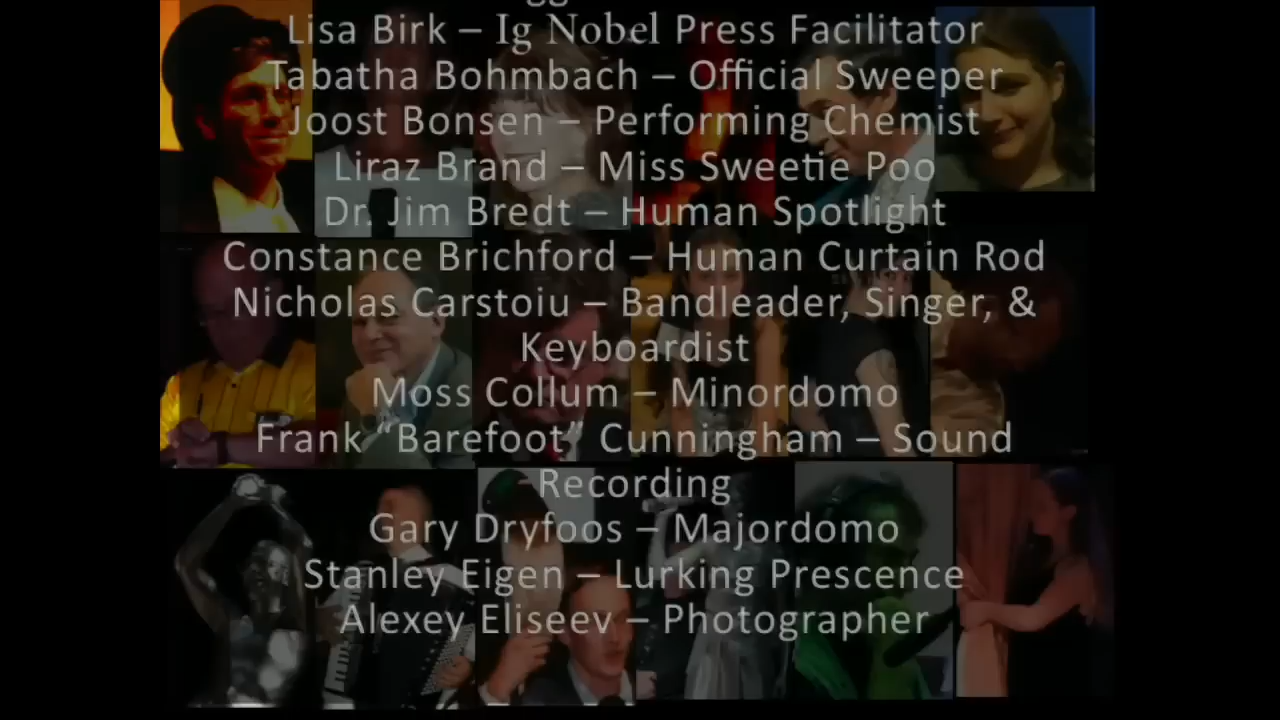 Lisa Birk – Ig Nobel Press Facilitator
Tabatha Bohmbach – Official Sweeper
Joost Bonsen – Performing Chemist
Liraz Brand – Miss Sweetie Poo
Dr. Jim Bredt – Human Spotlight
Constance Brichford – Human Curtain Rod
Nicholas Carstoiu – Bandleader, Singer, &
Keyboardist
Moss Collum – Minordomo
Frank “Barefoot” Cunningham – Sound
Recording
Gary Dryfoos – Majordomo
Stanley Eigen – Lurking Prescence
Alexey Eliseev – Photographer